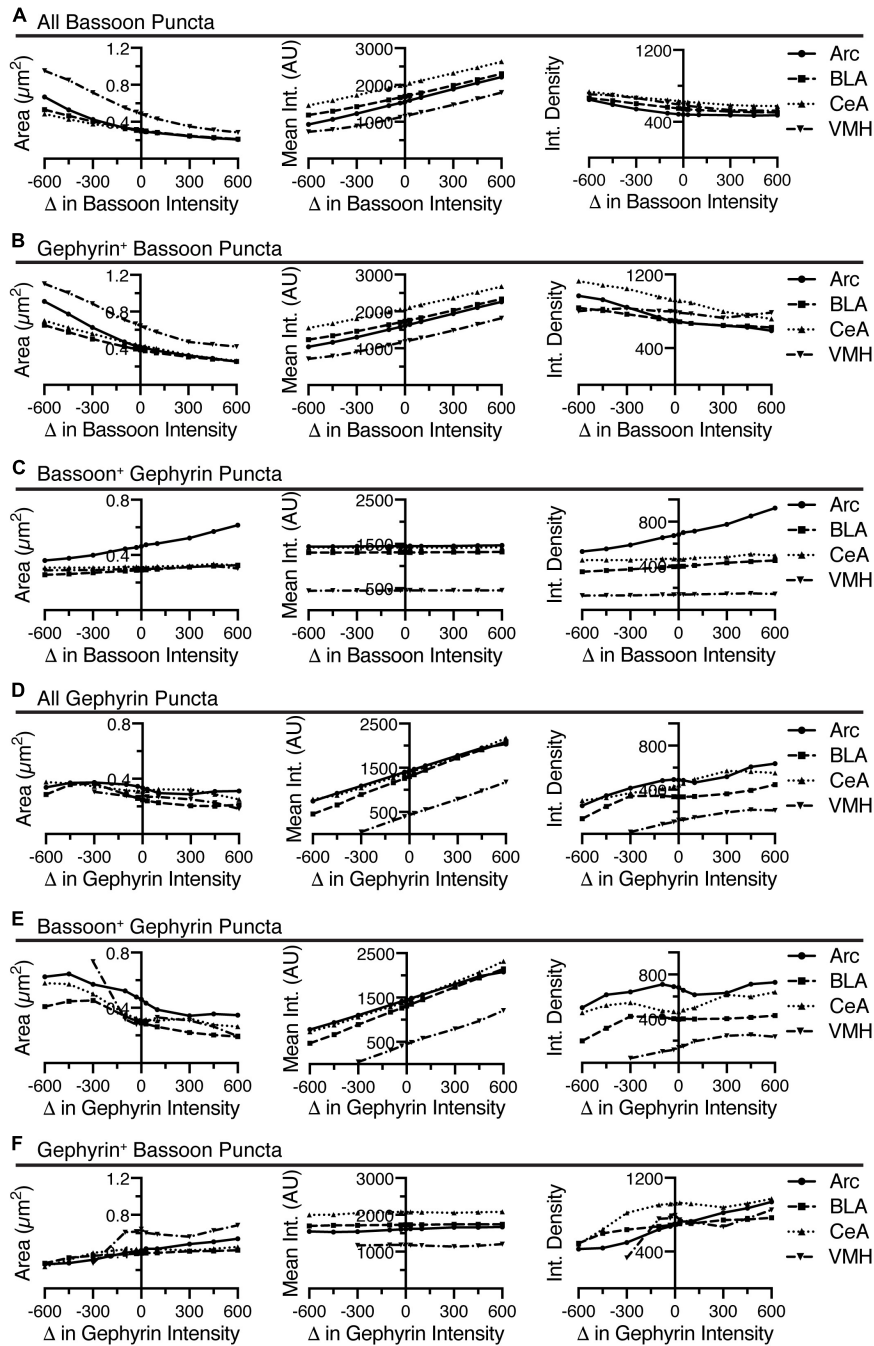 A All Bassoon Puncta
Area (μm²)
1.2
0.8
0.4
-600 -300 0 300 600
Δ in Bassoon Intensity
Mean Int. (AU)
3000
2000
1000
-600 -300 0 300 600
Δ in Bassoon Intensity
Int. Density
1200
400
-600 -300 0 300 600
Δ in Bassoon Intensity
Arc
BLA
CeA
VMH
B Gephyrin⁺ Bassoon Puncta
Area (μm²)
1.2
0.8
0.4
-600 -300 0 300 600
Δ in Bassoon Intensity
Mean Int. (AU)
3000
2000
1000
-600 -300 0 300 600
Δ in Bassoon Intensity
Int. Density
1200
400
-600 -300 0 300 600
Δ in Bassoon Intensity
Arc
BLA
CeA
VMH
C Bassoon⁺ Gephyrin Puncta
Area (μm²)
0.8
0.4
-600 -300 0 300 600
Δ in Bassoon Intensity
Mean Int. (AU)
2500
1500
500
-600 -300 0 300 600
Δ in Bassoon Intensity
Int. Density
800
400
-600 -300 0 300 600
Δ in Bassoon Intensity
Arc
BLA
CeA
VMH
D All Gephyrin Puncta
Area (μm²)
0.8
0.4
-600 -300 0 300 600
Δ in Gephyrin Intensity
Mean Int. (AU)
2500
1500
500
-600 -300 0 300 600
Δ in Gephyrin Intensity
Int. Density
800
400
-600 -300 0 300 600
Δ in Gephyrin Intensity
Arc
BLA
CeA
VMH
E Bassoon⁺ Gephyrin Puncta
Area (μm²)
0.8
0.4
-600 -300 0 300 600
Δ in Gephyrin Intensity
Mean Int. (AU)
2500
1500
500
-600 -300 0 300 600
Δ in Gephyrin Intensity
Int. Density
800
400
-600 -300 0 300 600
Δ in Gephyrin Intensity
Arc
BLA
CeA
VMH
F Gephyrin⁺ Bassoon Puncta
Area (μm²)
1.2
0.8
0.4
-600 -300 0 300 600
Δ in Gephyrin Intensity
Mean Int. (AU)
3000
2000
1000
-600 -300 0 300 600
Δ in Gephyrin Intensity
Int. Density
1200
400
-600 -300 0 300 600
Δ in Gephyrin Intensity
Arc
BLA
CeA
VMH